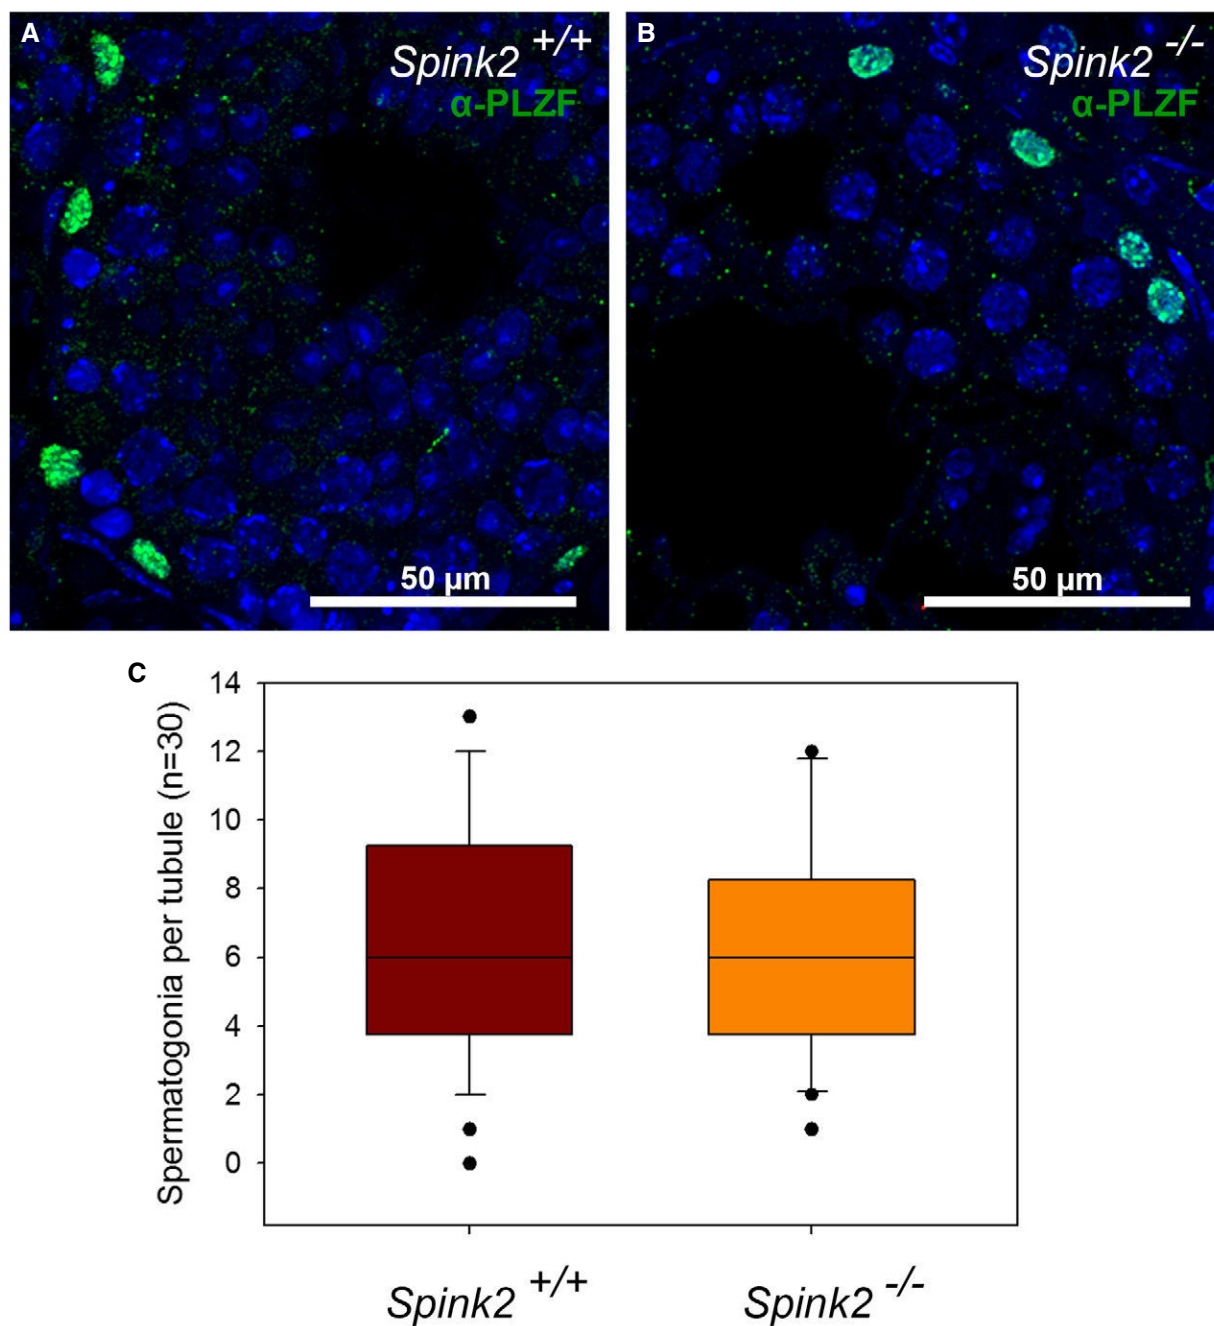 A
Spink2 +/+
α-PLZF
50 µm
B
Spink2 -/-
α-PLZF
50 µm
C
Spermatogonia per tubule (n=30)
14
12
10
8
6
4
2
0
Spink2 +/+
Spink2 -/-